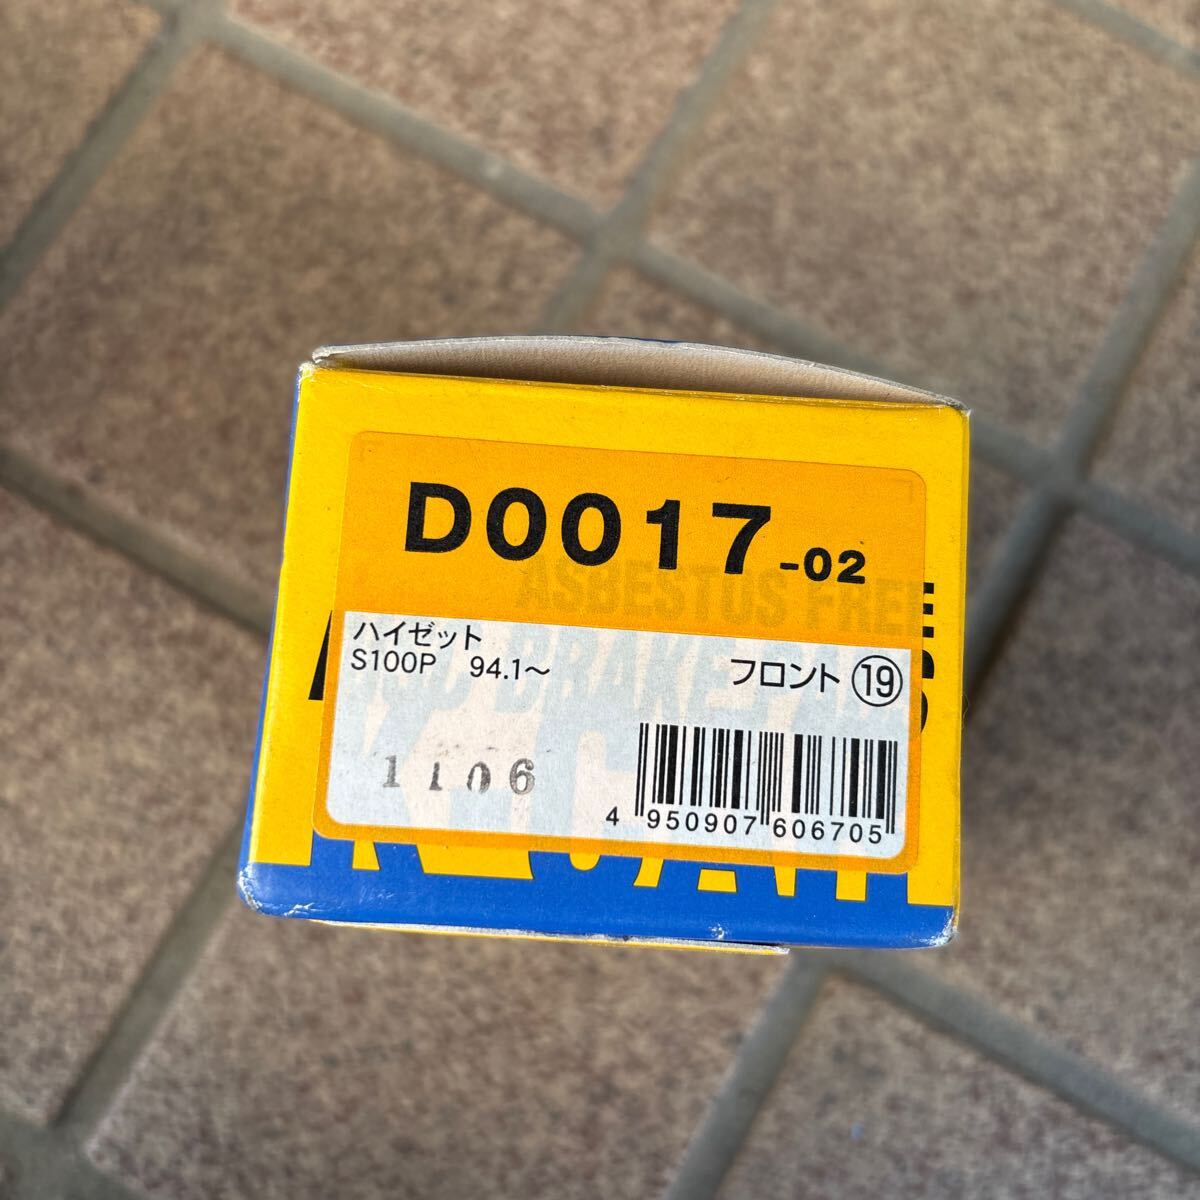 D0017-02
ASBESTOS FREE
ハイゼット
S100P 94.1～ フロント ⑲
1106
4 950907 606705